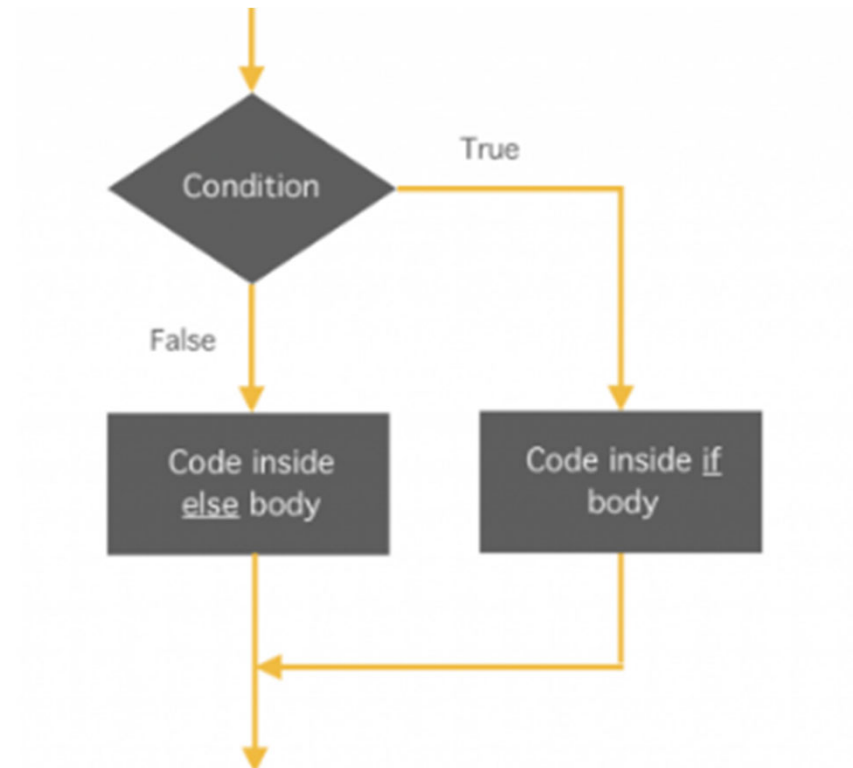 True
Condition
False
Code inside
else body
Code inside if
body